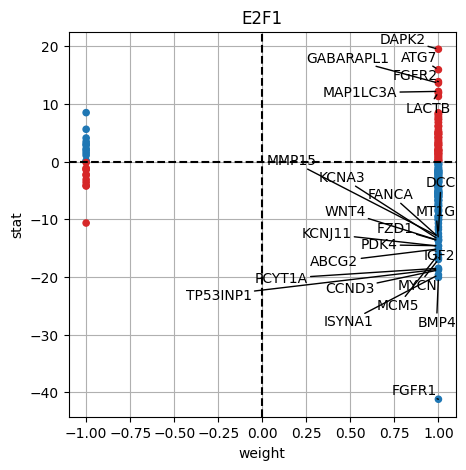 E2F1
DAPK2
GABARAPL1
ATG7
FGFR2
MAP1LC3A
LACTB
MMP15
KCNA3
DCC
FANCA
WNT4
MT1G
FZD1
KCNJ11
PDK4
IGF2
ABCG2
PCYT1A
MYCN
CCND3
TP53INP1
MCM5
ISYNA1
BMP4
FGFR1
stat
20
10
0
−10
−20
−30
−40
−1.00 −0.75 −0.50 −0.25 0.00 0.25 0.50 0.75 1.00
weight